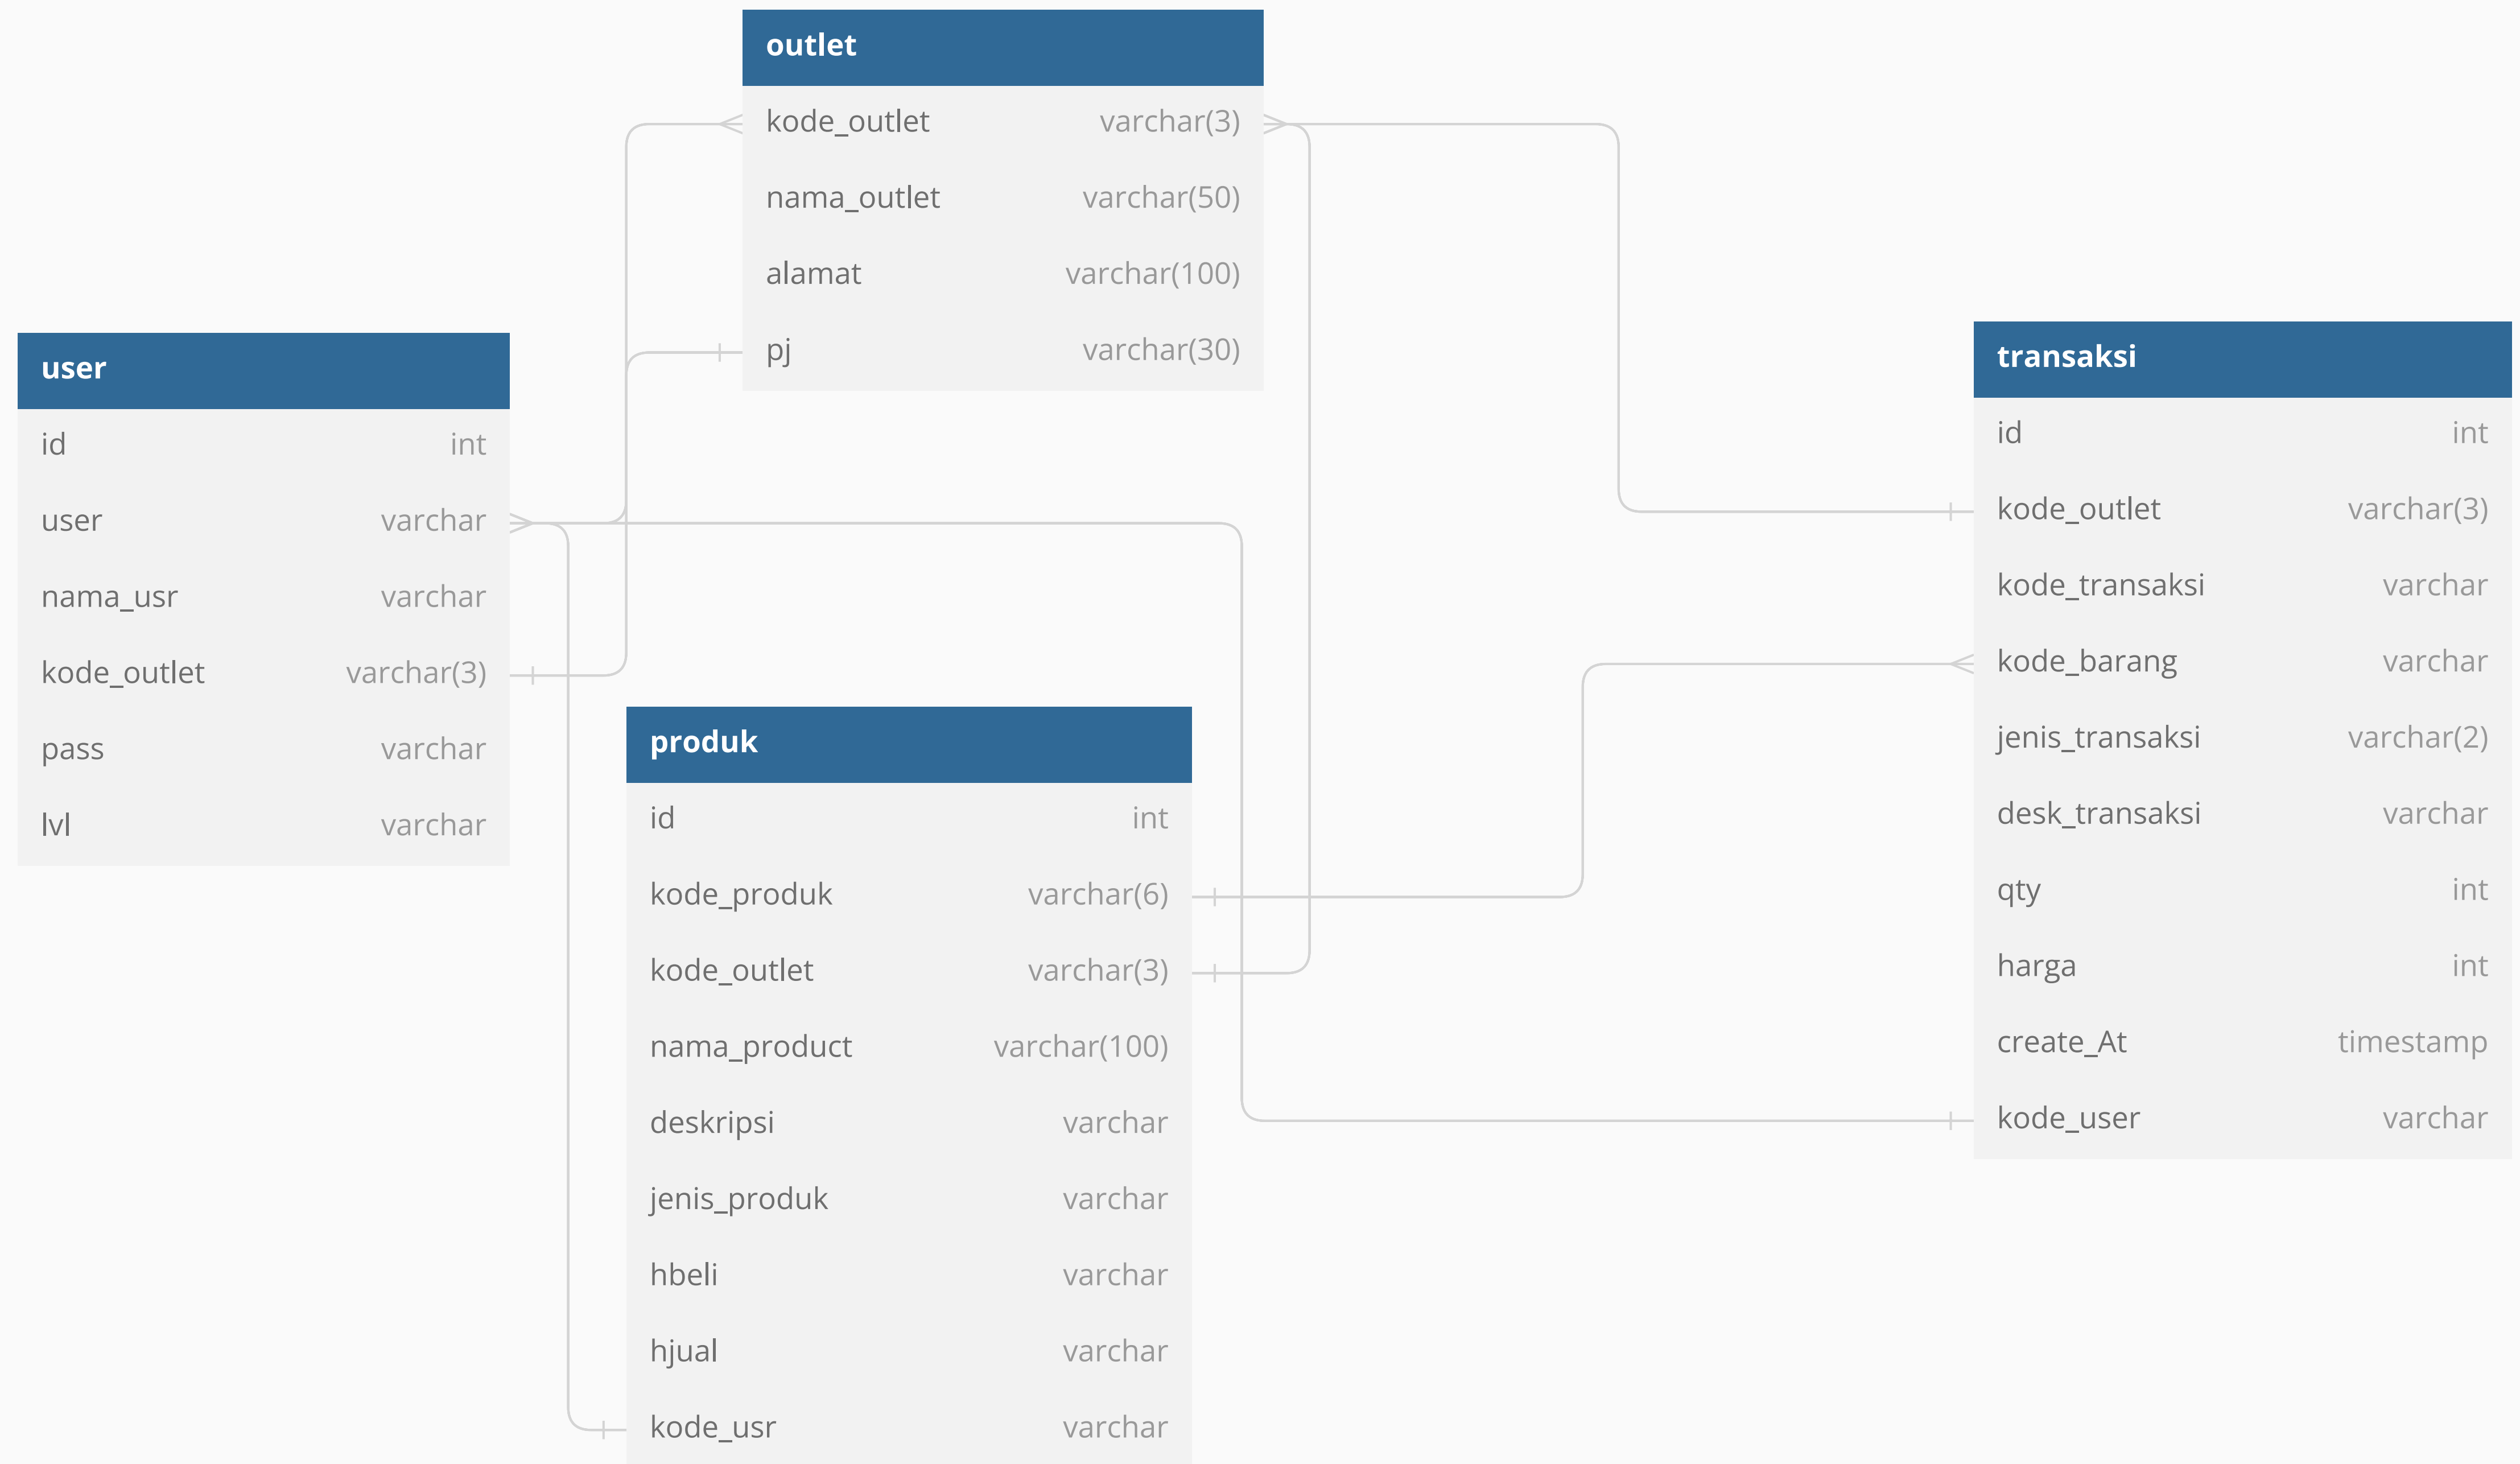 outlet
kode_outlet varchar(3)
nama_outlet varchar(50)
alamat varchar(100)
pj varchar(30)
user
id int
user varchar
nama_usr varchar
kode_outlet varchar(3)
pass varchar
lvl varchar
produk
id int
kode_produk varchar(6)
kode_outlet varchar(3)
nama_product varchar(100)
deskripsi varchar
jenis_produk varchar
hbeli varchar
hjual varchar
kode_usr varchar
transaksi
id int
kode_outlet varchar(3)
kode_transaksi varchar
kode_barang varchar
jenis_transaksi varchar(2)
desk_transaksi varchar
qty int
harga int
create_At timestamp
kode_user varchar